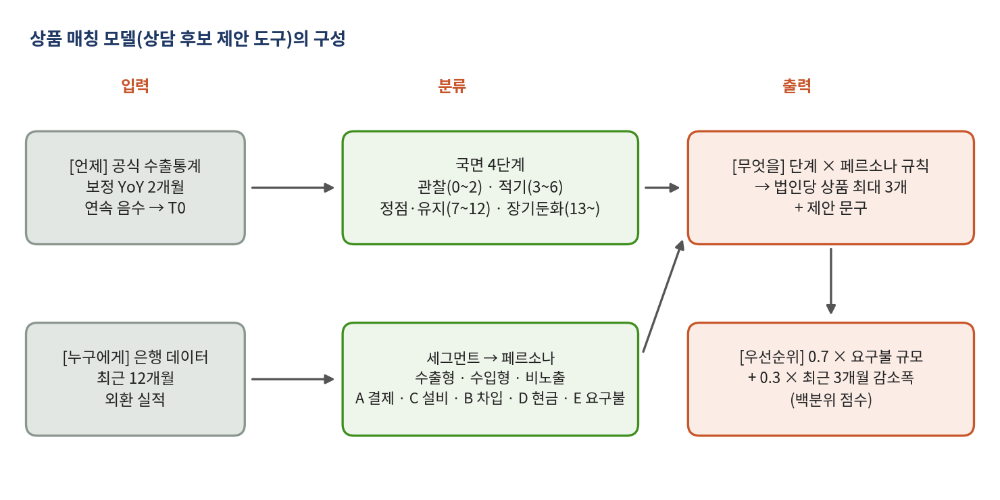 상품 매칭 모델(상담 후보 제안 도구)의 구성
입력
분류
출력
[언제] 공식 수출통계
보정 YoY 2개월
연속 음수 → T0
국면 4단계
관찰(0~2) · 적기(3~6)
정점·유지(7~12) · 장기둔화(13~)
[무엇을] 단계 × 페르소나 규칙
→ 법인당 상품 최대 3개
+ 제안 문구
[누구에게] 은행 데이터
최근 12개월
외환 실적
세그먼트 → 페르소나
수출형 · 수입형 · 비노출
A 결제 · C 설비 · B 차입 · D 현금 · E 요구불
[우선순위] 0.7 × 요구불 규모
+ 0.3 × 최근 3개월 감소폭
(백분위 점수)